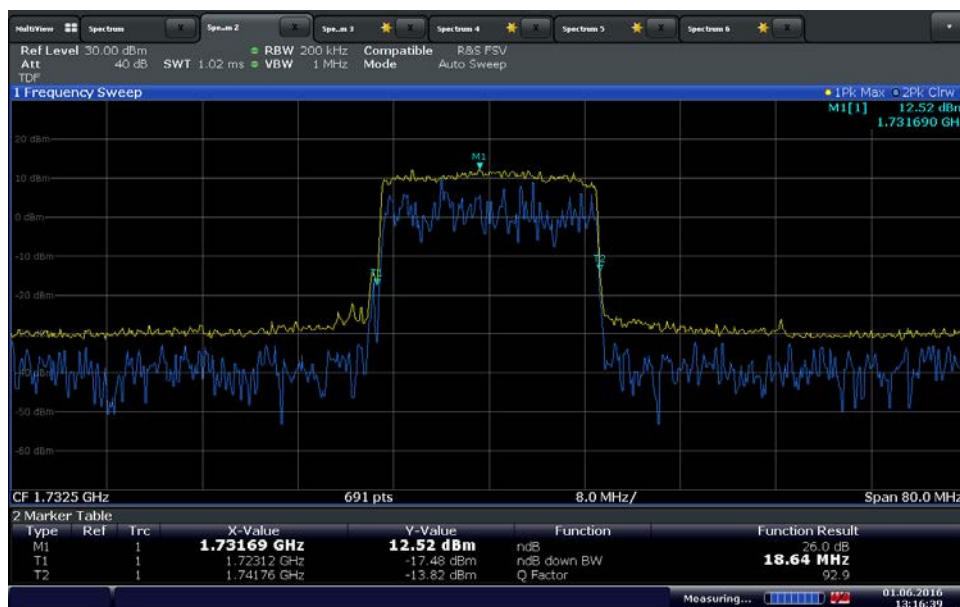 MultiView Spectrum X Spe...m 2 X Spe...m 3 X Spectrum 4 X Spectrum 5 X Spectrum 6 X
Ref Level 30.00 dBm RBW 200 kHz Compatible R&S FSV
Att 40 dB SWT 1.02 ms VBW 1 MHz Mode Auto Sweep
TDF
1 Frequency Sweep 1Pk Max 2Pk Clrw
M1[1] 12.52 dBm
1.731690 GH
20 dBm
M1
10 dBm
0 dBm
-10 dBm
T2
-20 dBm
-50 dBm
-60 dBm
CF 1.7325 GHz 691 pts 8.0 MHz/ Span 80.0 MHz
2 Marker Table
Type Ref Trc X-Value Y-Value Function Function Result
M1 1 1.73169 GHz 12.52 dBm ndB 26.0 dB
T1 1 1.72312 GHz -17.48 dBm ndB down BW 18.64 MHz
T2 1 1.74176 GHz -13.82 dBm Q Factor 92.9
Measuring... 01.06.2016
13:16:39